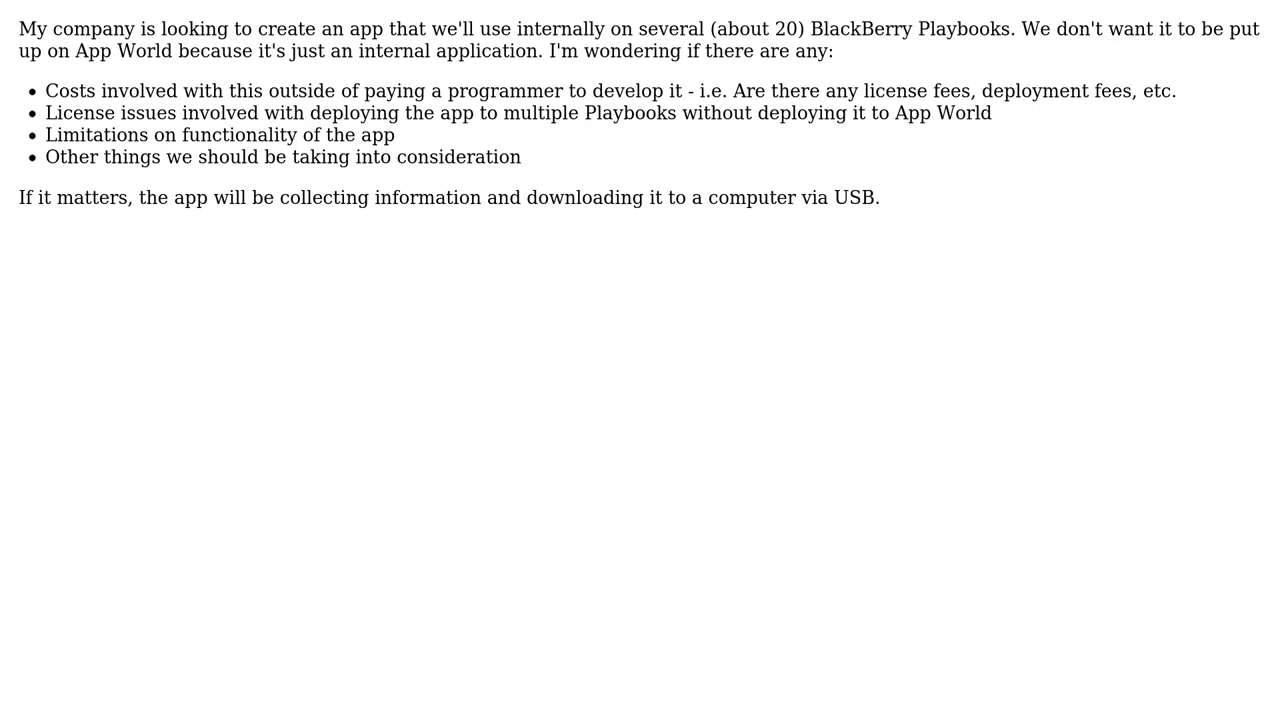 My company is looking to create an app that we'll use internally on several (about 20) BlackBerry Playbooks. We don't want it to be put
up on App World because it's just an internal application. I'm wondering if there are any:
• Costs involved with this outside of paying a programmer to develop it - i.e. Are there any license fees, deployment fees, etc.
• License issues involved with deploying the app to multiple Playbooks without deploying it to App World
• Limitations on functionality of the app
• Other things we should be taking into consideration
If it matters, the app will be collecting information and downloading it to a computer via USB.